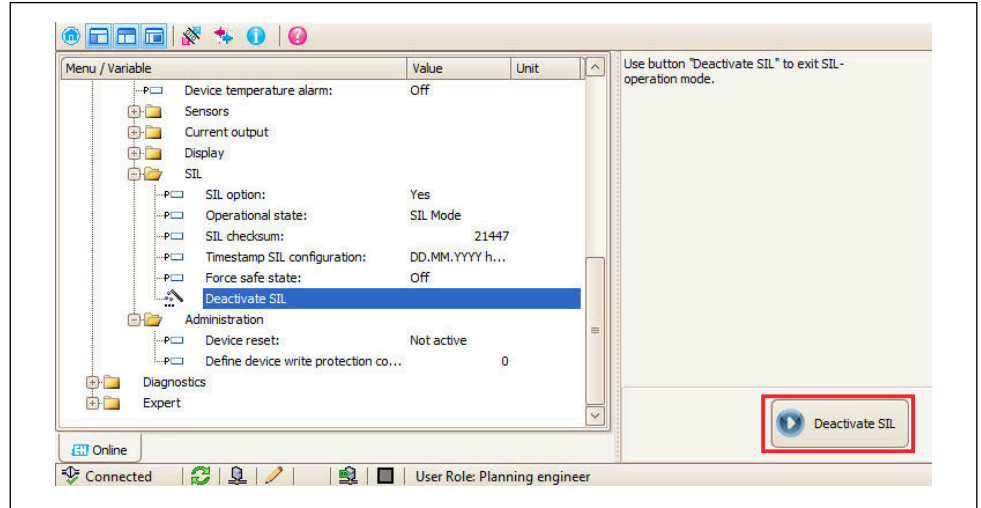 Menu / Variable Value Unit
Device temperature alarm: Off
Sensors
Current output
Display
SIL
SIL option: Yes
Operational state: SIL Mode
SIL checksum: 21447
Timestamp SIL configuration: DD.MM.YYYY h...
Force safe state: Off
Deactivate SIL
Administration
Device reset: Not active
Define device write protection co... 0
Diagnostics
Expert
Use button "Deactivate SIL" to exit SIL-
operation mode.
Deactivate SIL
Online
Connected User Role: Planning engineer